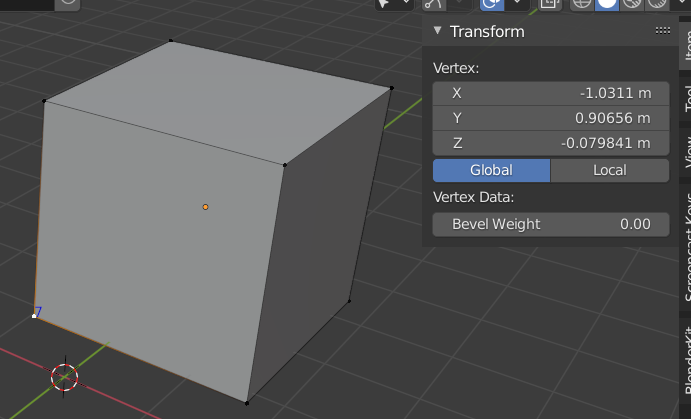 Transform
Vertex:
X -1.0311 m
Y 0.90656 m
Z -0.079841 m
Global Local
Vertex Data:
Bevel Weight 0.00
7
Item
Tool
View
Screencast Keys
BlenderKit